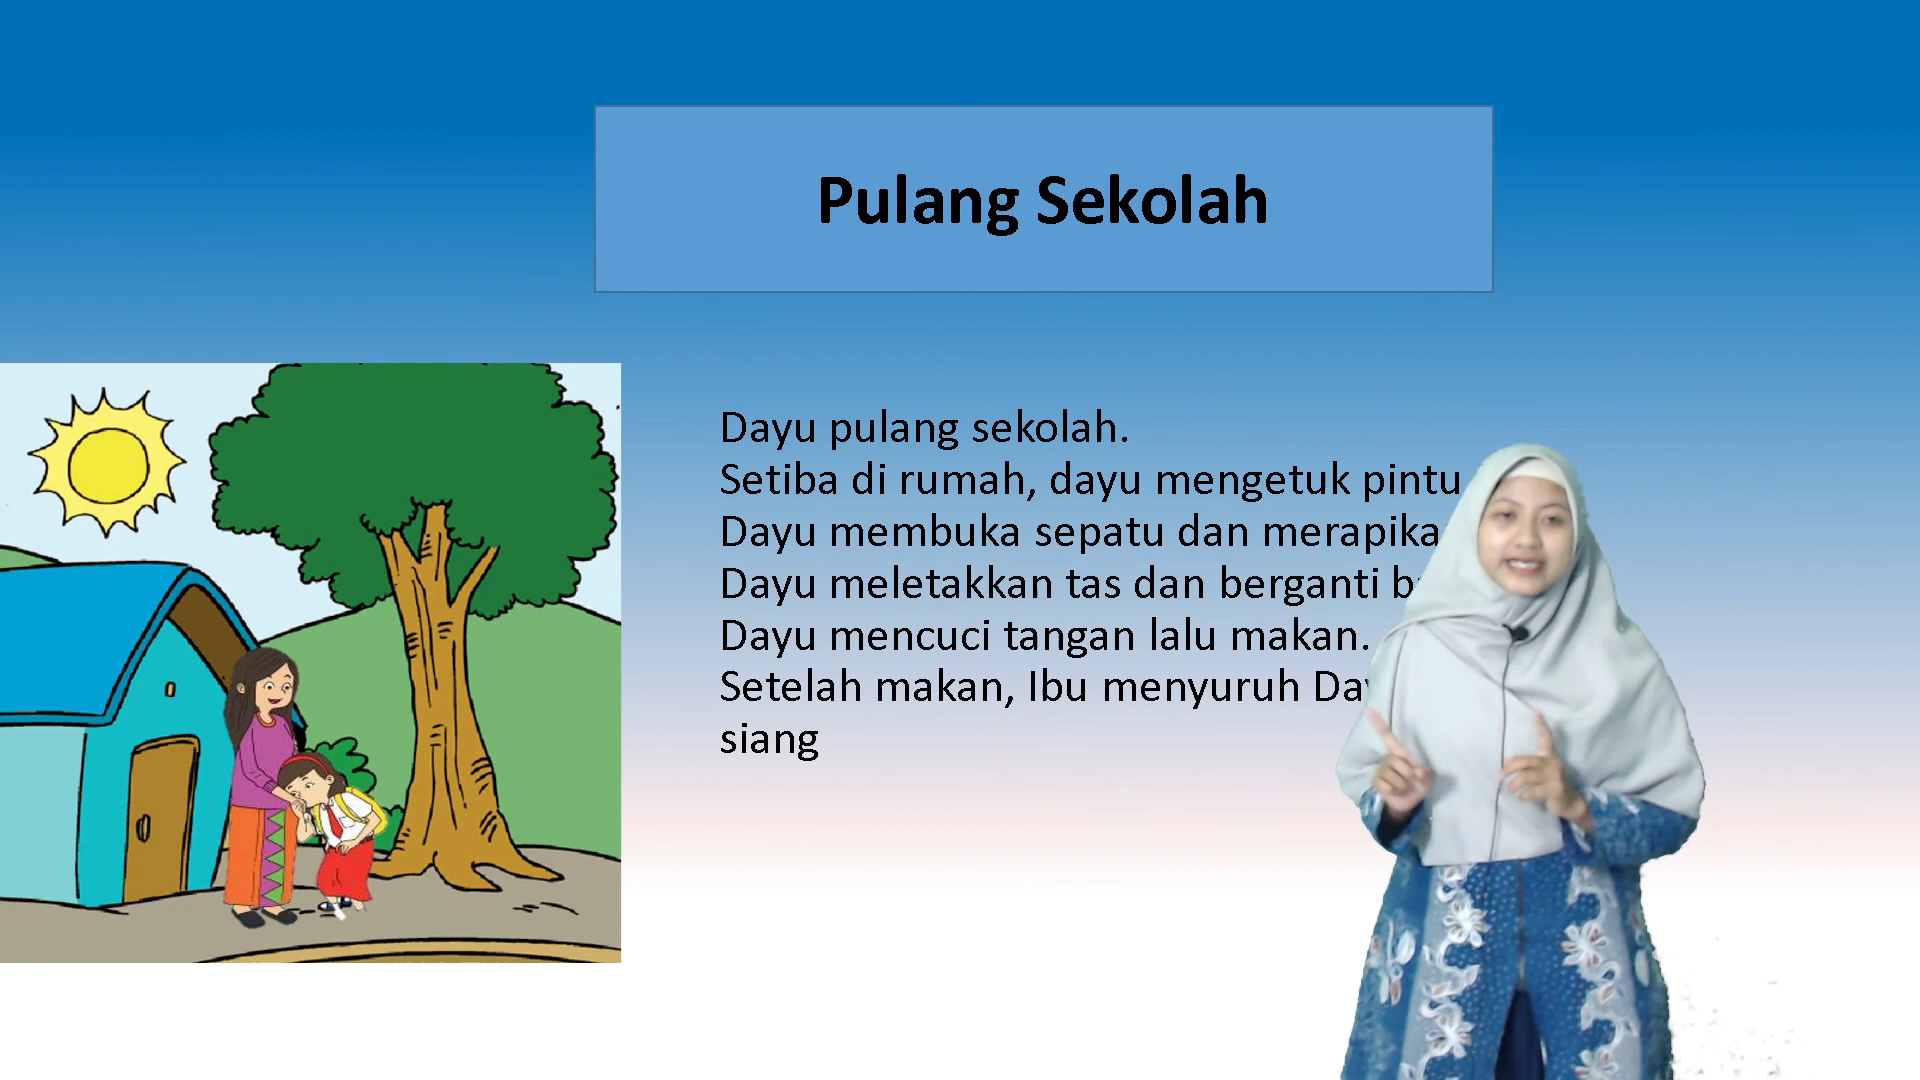 Pulang Sekolah
Dayu pulang sekolah.
Setiba di rumah, dayu mengetuk pintu
Dayu membuka sepatu dan
Dayu meletakkan tas dan berganti
Dayu mencuci tangan lalu makan.
Setelah makan, Ibu menyuruh
siang